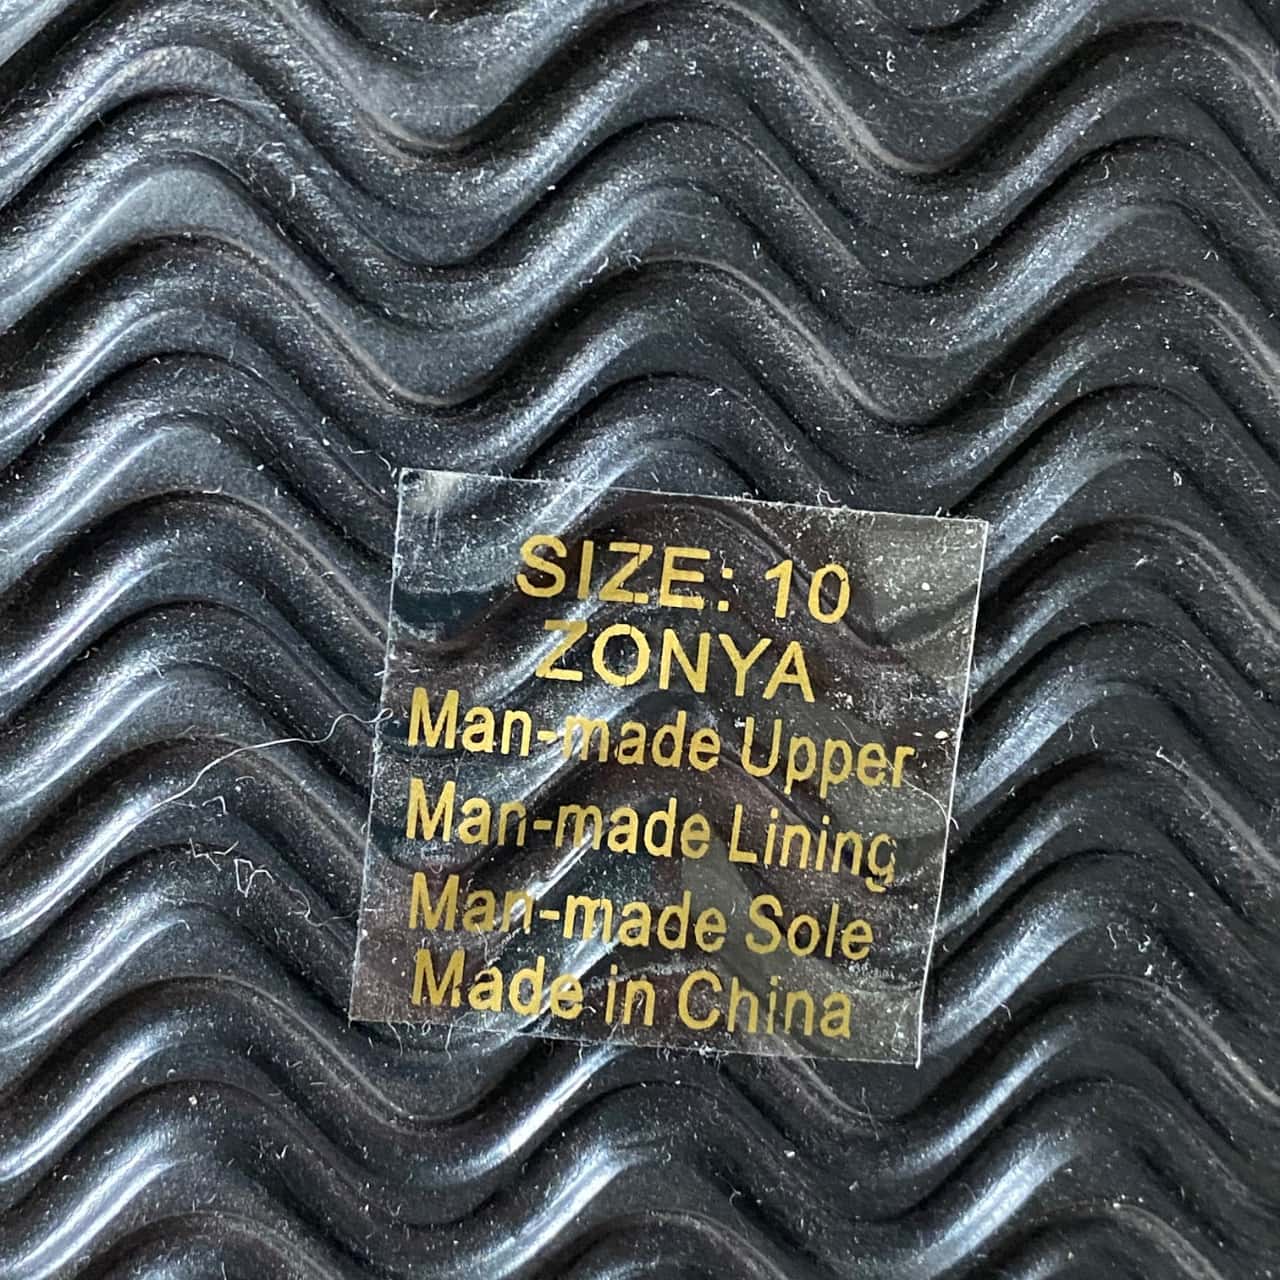 SIZE: 10
ZONYA
Man-made Upper
Man-made Lining
Man-made Sole
Made in China